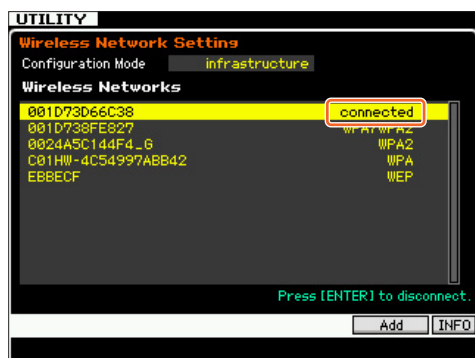 UTILITY
Wireless Network Setting
Configuration Mode infrastructure
Wireless Networks
001D73D66C38 connected
001D738FE827 WPA/WPA2
0024A5C144F4_G WPA2
C01HW-4C54997ABB42 WPA
EBBECF WEP
Press [ENTER] to disconnect.
Add INFO